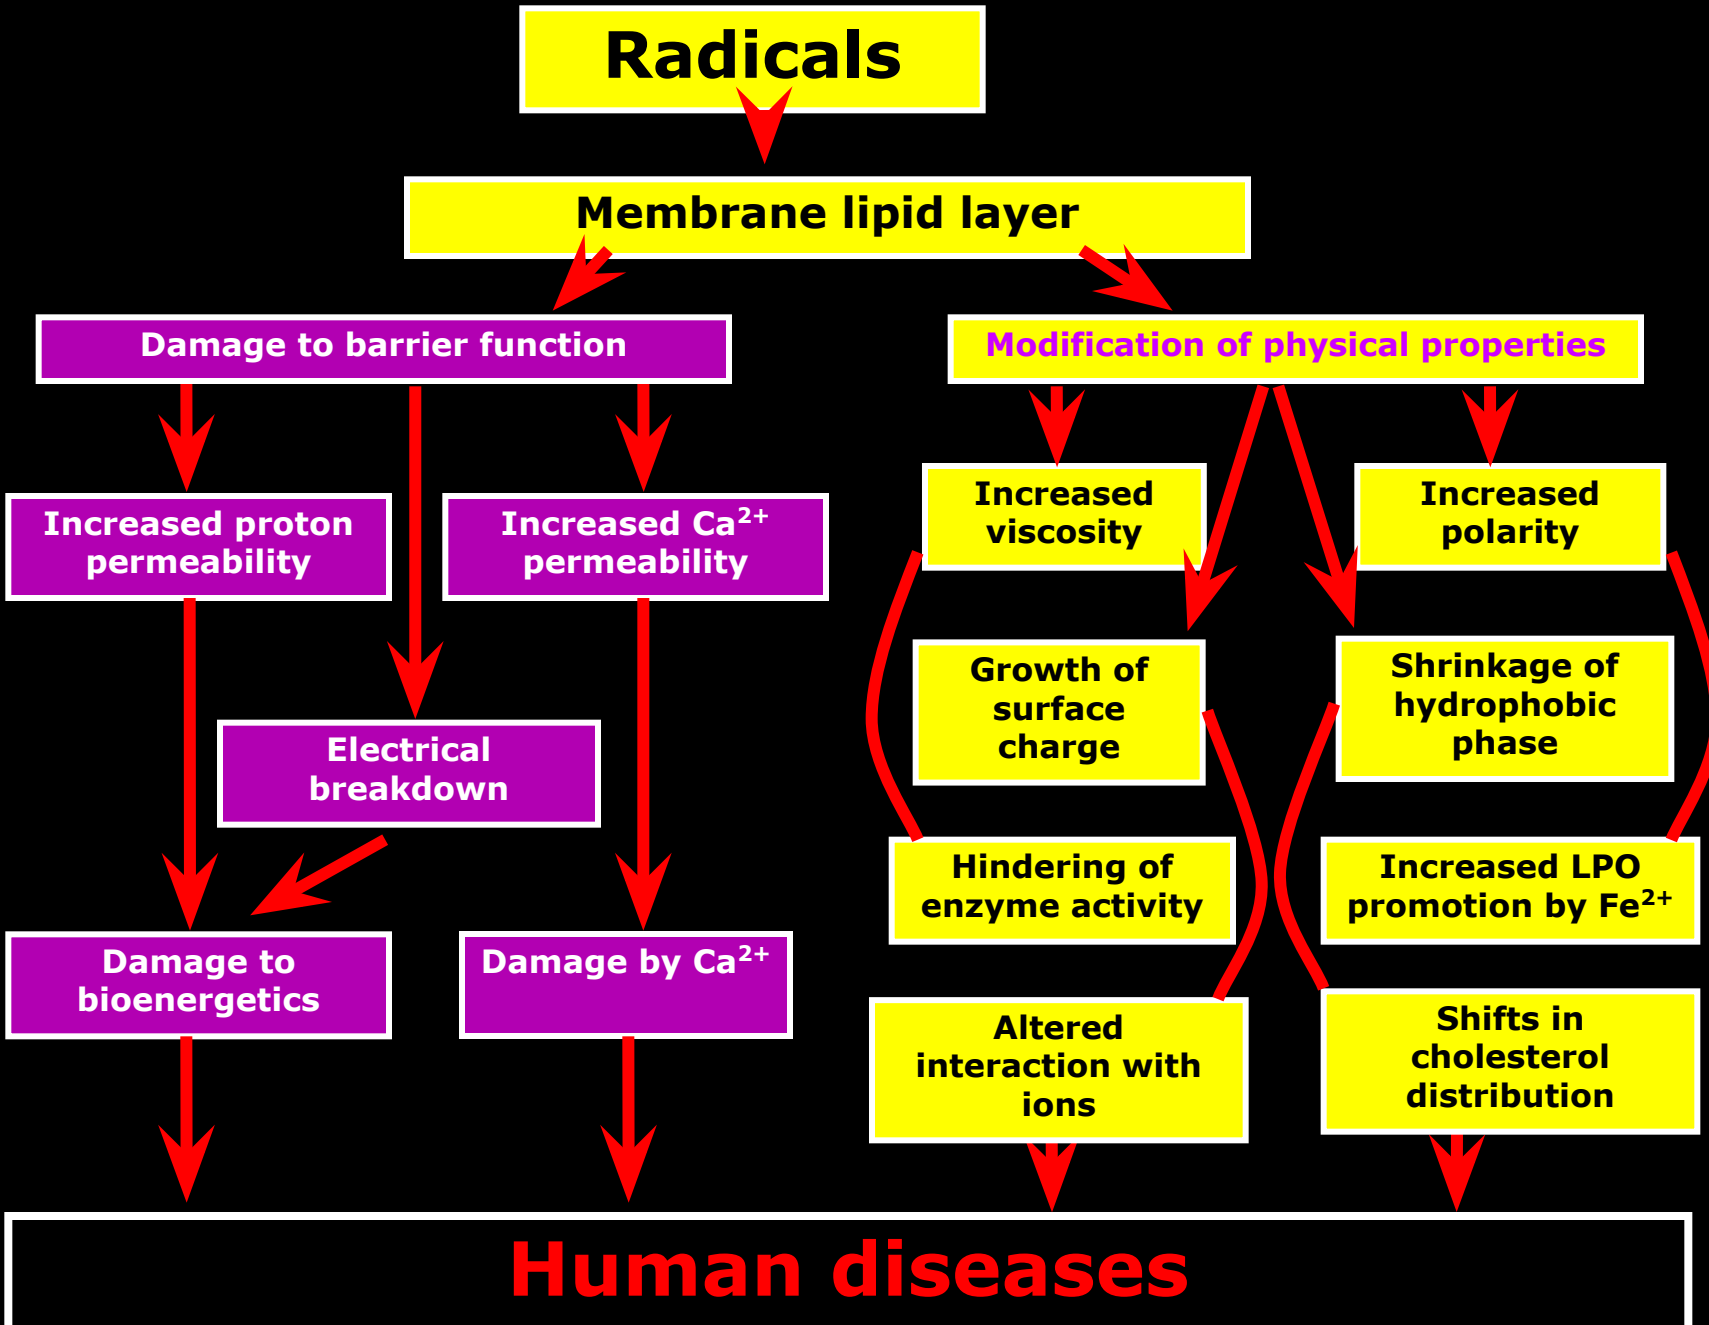 Radicals
Membrane lipid layer
Damage to barrier function
Modification of physical properties
Increased proton
permeability
Increased Ca²⁺
permeability
Increased
viscosity
Increased
polarity
Growth of
surface
charge
Shrinkage of
hydrophobic
phase
Electrical
breakdown
Hindering of
enzyme activity
Increased LPO
promotion by Fe²⁺
Damage to
bioenergetics
Damage by Ca²⁺
Altered
interaction with
ions
Shifts in
cholesterol
distribution
Human diseases